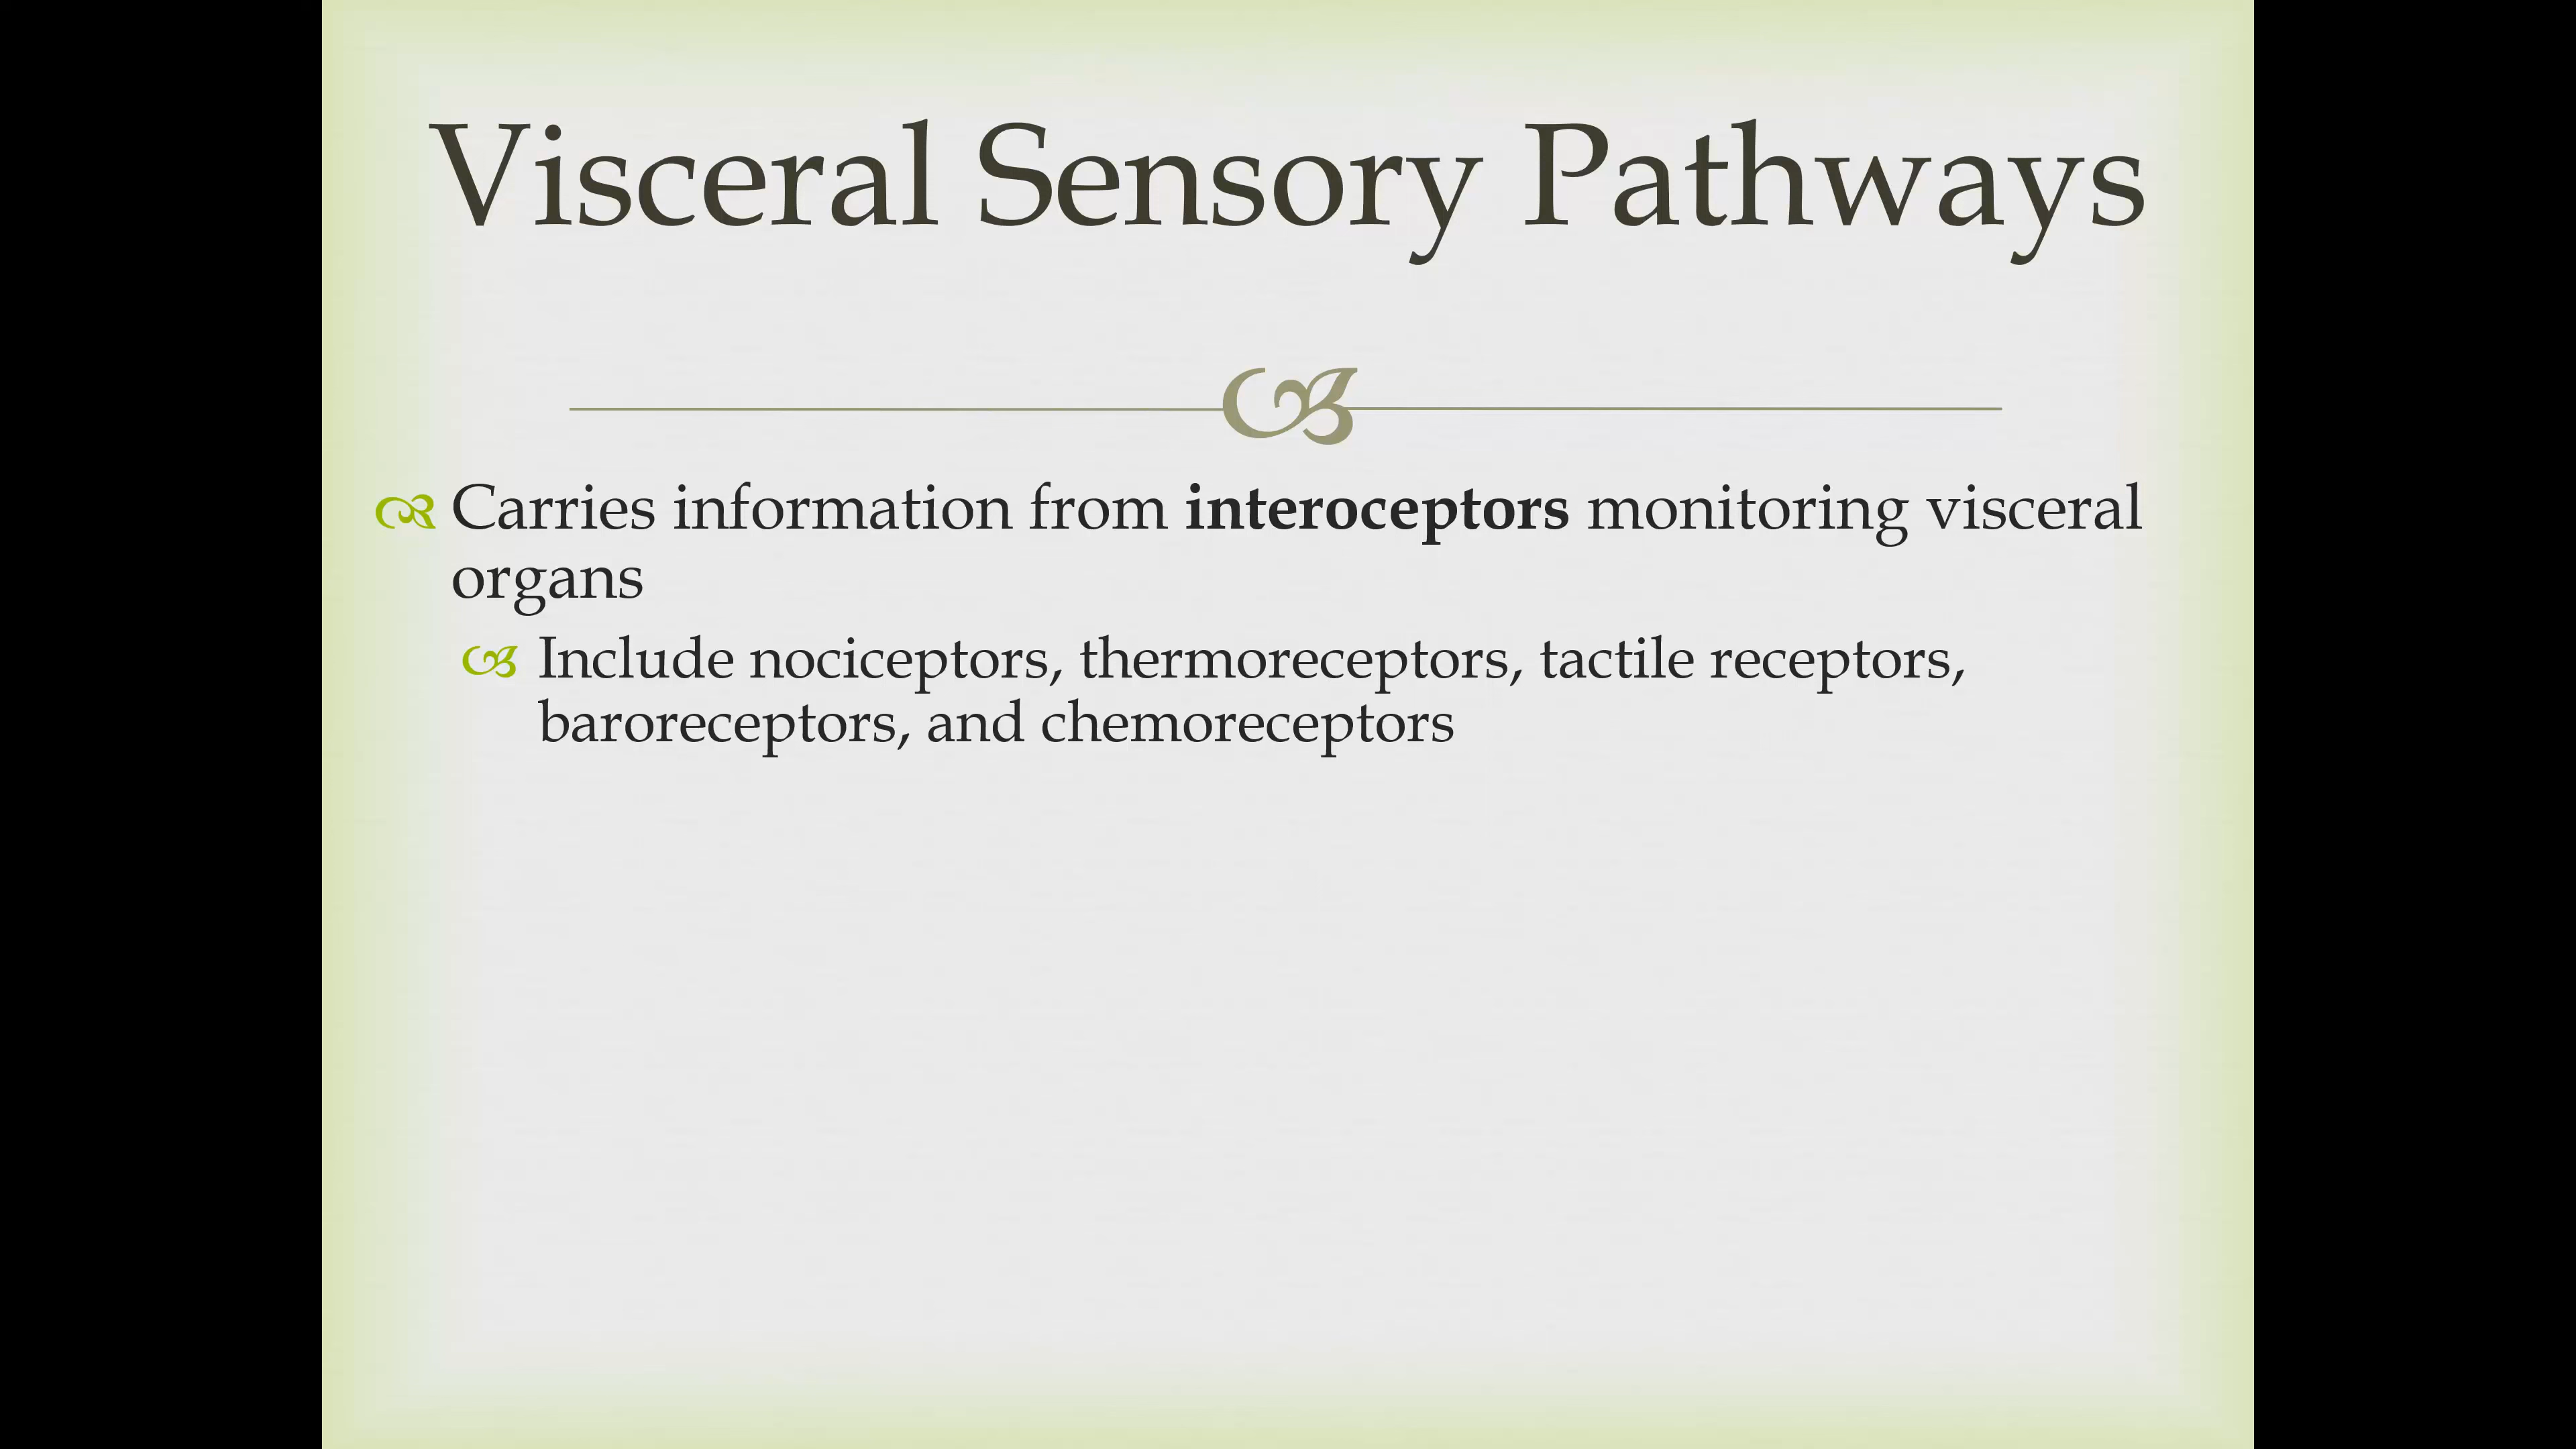 Visceral Sensory Pathways
Carries information from interoceptors monitoring visceral
organs
Include nociceptors, thermoreceptors, tactile receptors,
baroreceptors, and chemoreceptors